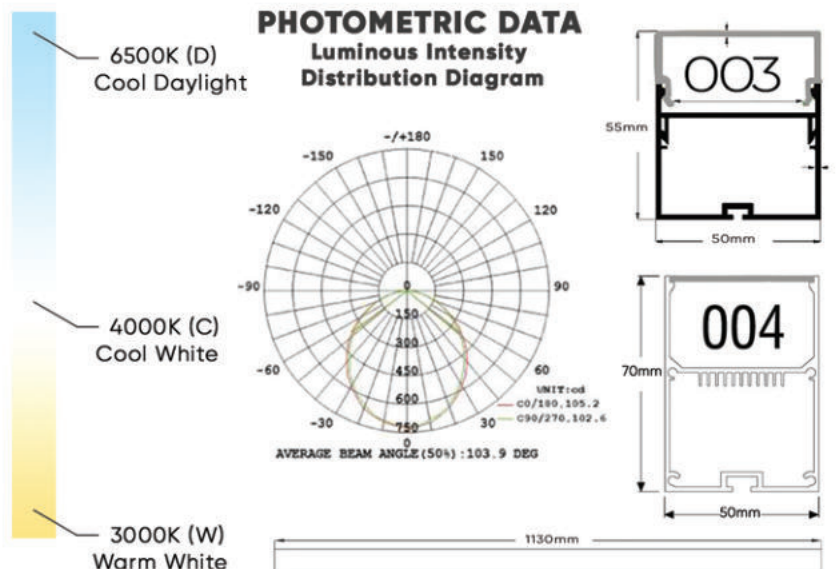 PHOTOMETRIC DATA
Luminous Intensity
Distribution Diagram
6500K (D)
Cool Daylight
4000K (C)
Cool White
3000K (W)
Warm White
-/+180
-150
150
-120
120
-90
90
-60
60
-30
30
0
0
150
300
450
600
750
UNIT:cd
C0/180,105.2
C90/270,102.6
AVERAGE BEAM ANGLE(50%):103.9 DEG
003
55mm
50mm
004
70mm
50mm
1130mm